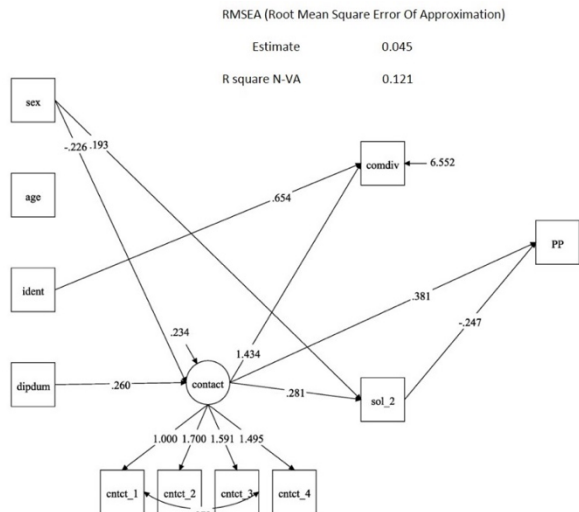 RMSEA (Root Mean Square Error Of Approximation)
Estimate 0.045
R square N-VA 0.121
sex
-.226 .193
comdiv
6.552
age
.654
PP
ident
.381
-.247
.234
1.434
dipdum
.260
contact
.281
sol_2
1.000 1.700 1.591 1.495
cntct_1 cntct_2 cntct_3 cntct_4